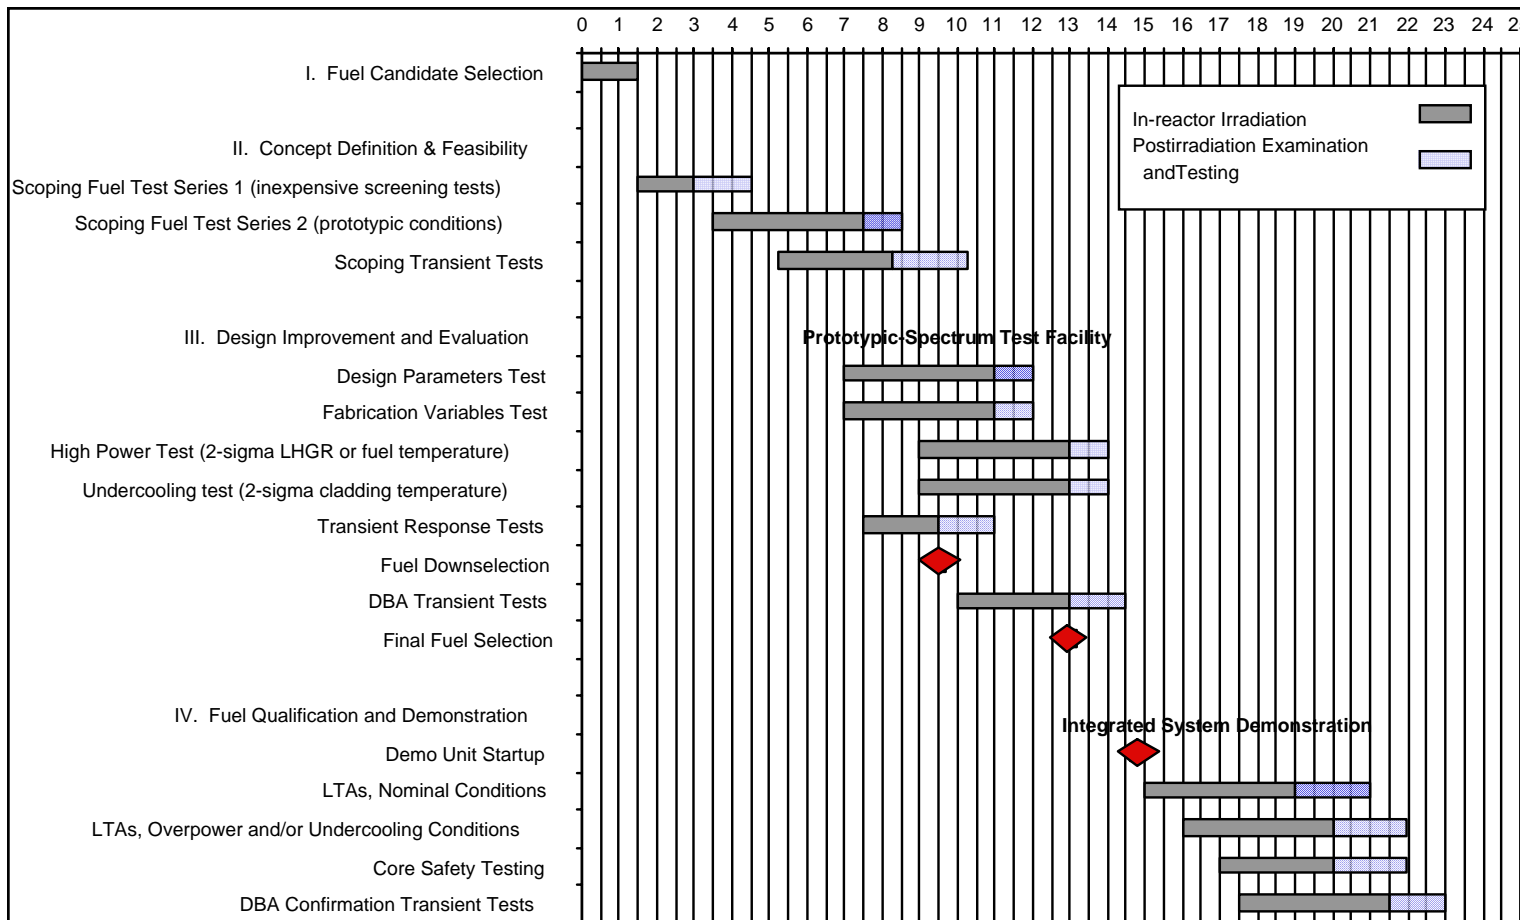 0 1 2 3 4 5 6 7 8 9 10 11 12 13 14 15 16 17 18 19 20 21 22 23 24
I. Fuel Candidate Selection
In-reactor Irradiation
Postirradiation Examination
andTesting
II. Concept Definition & Feasibility
Scoping Fuel Test Series 1 (inexpensive screening tests)
Scoping Fuel Test Series 2 (prototypic conditions)
Scoping Transient Tests
III. Design Improvement and Evaluation
Prototypic-Spectrum Test Facility
Design Parameters Test
Fabrication Variables Test
High Power Test (2-sigma LHGR or fuel temperature)
Undercooling test (2-sigma cladding temperature)
Transient Response Tests
Fuel Downselection
DBA Transient Tests
Final Fuel Selection
IV. Fuel Qualification and Demonstration
Integrated System Demonstration
Demo Unit Startup
LTAs, Nominal Conditions
LTAs, Overpower and/or Undercooling Conditions
Core Safety Testing
DBA Confirmation Transient Tests